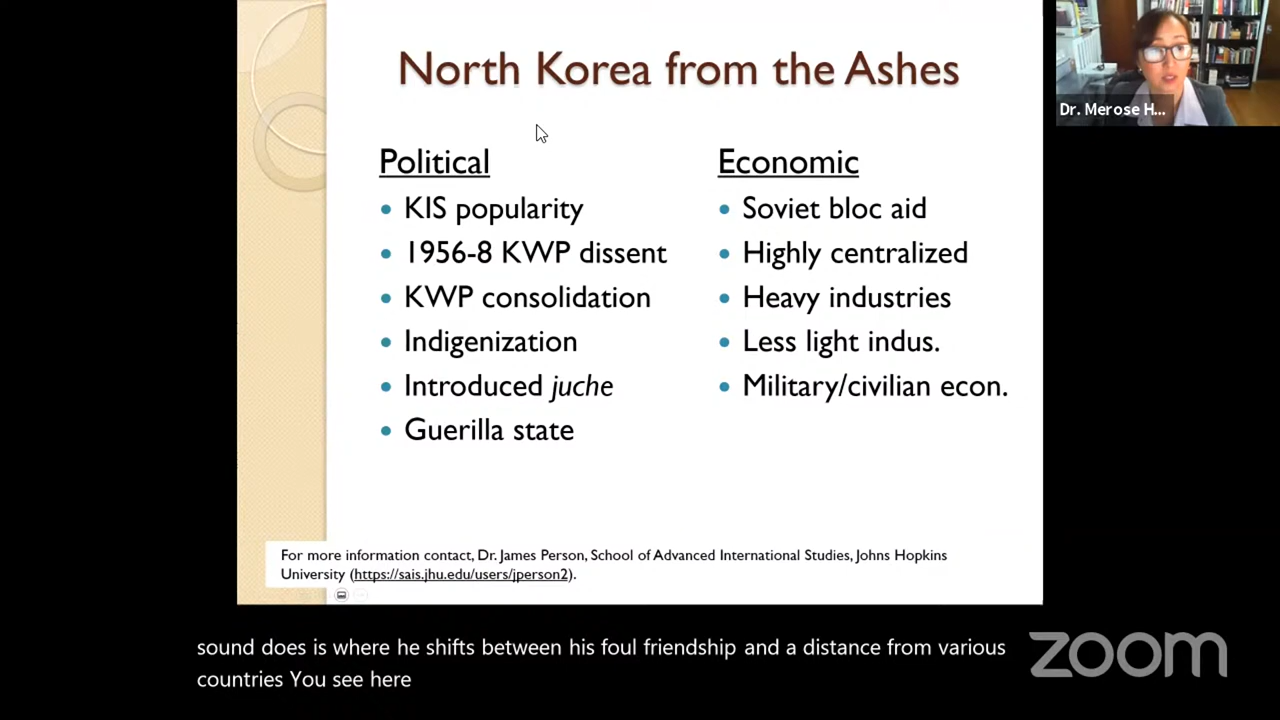 North Korea from the Ashes
Dr. Merose H...
Political
KIS popularity
1956-8 KWP dissent
KWP consolidation
Indigenization
Introduced juche
Guerilla state
Economic
Soviet bloc aid
Highly centralized
Heavy industries
Less light indus.
Military/civilian econ.
For more information contact, Dr. James Person, School of Advanced International Studies, Johns Hopkins
University (https://sais.jhu.edu/users/jperson2).
sound does is where he shifts between his foul friendship and a distance from various
countries You see here
zoom